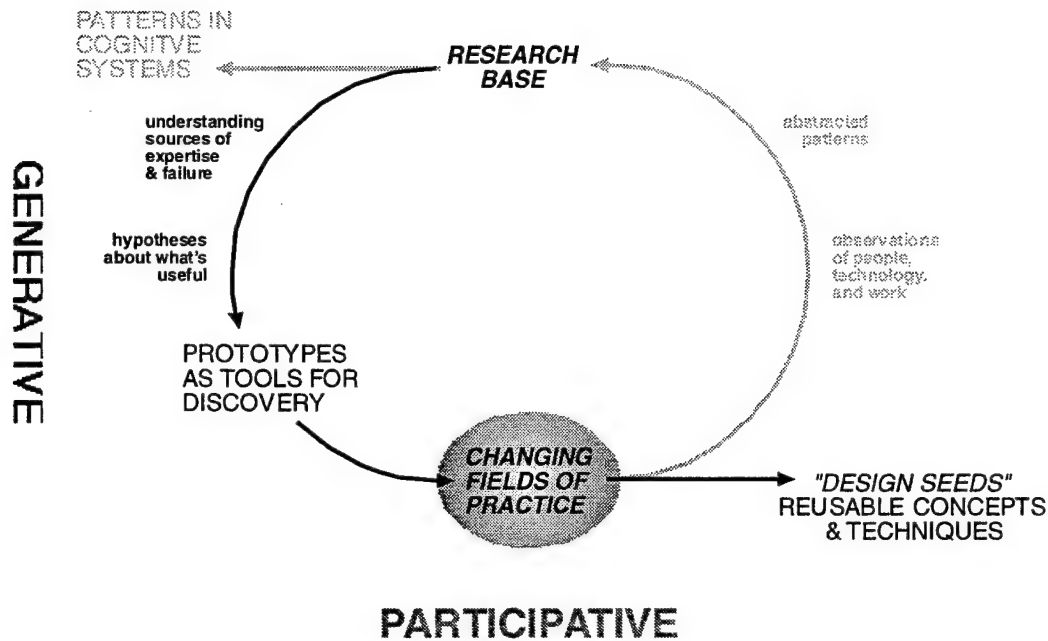 PATTERNS IN
COGNITVE
SYSTEMS
RESEARCH
BASE
understanding
sources of
expertise
& failure
abstracted
patterns
GENERATIVE
hypotheses
about what's
useful
observations
of people,
technology,
and work
PROTOTYPES
AS TOOLS FOR
DISCOVERY
CHANGING
FIELDS OF
PRACTICE
"DESIGN SEEDS"
REUSABLE CONCEPTS
& TECHNIQUES
PARTICIPATIVE